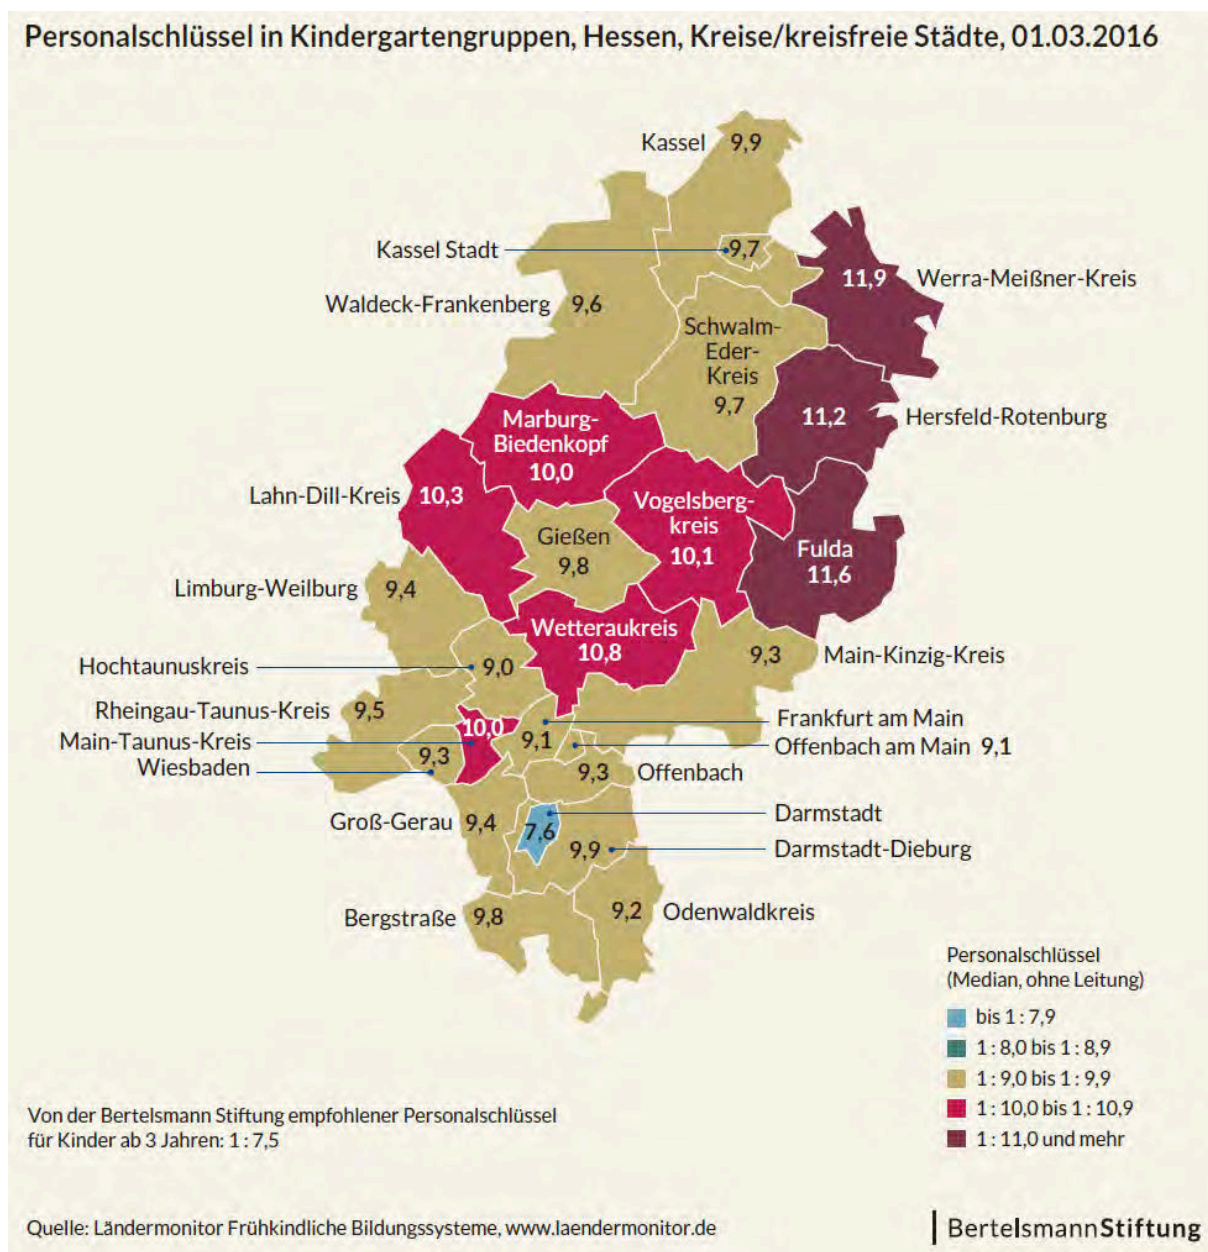 Personalschlüssel in Kindergartengruppen, Hessen, Kreise/kreisfreie Städte, 01.03.2016
Kassel 9,9
Kassel Stadt 9,7
11,9 Werra-Meißner-Kreis
Waldeck-Frankenberg 9,6
Schwalm-
Eder-
Kreis
9,7
11,2 Hersfeld-Rotenburg
Marburg-
Biedenkopf
10,0
Lahn-Dill-Kreis 10,3
Vogelsberg-
kreis
10,1
Gießen
9,8
Fulda
11,6
Limburg-Weilburg 9,4
Wetteraukreis
10,8
9,3 Main-Kinzig-Kreis
Hochtaunuskreis 9,0
Rheingau-Taunus-Kreis 9,5
Main-Taunus-Kreis 10,0
Wiesbaden 9,3
9,1 Frankfurt am Main
Offenbach am Main 9,1
9,3 Offenbach
Groß-Gerau 9,4
7,6 Darmstadt
9,9 Darmstadt-Dieburg
Bergstraße 9,8
9,2 Odenwaldkreis
Personalschlüssel
(Median, ohne Leitung)
bis 1 : 7,9
1 : 8,0 bis 1 : 8,9
1 : 9,0 bis 1 : 9,9
1 : 10,0 bis 1 : 10,9
1 : 11,0 und mehr
Von der Bertelsmann Stiftung empfohlener Personalschlüssel
für Kinder ab 3 Jahren: 1 : 7,5
Quelle: Ländermonitor Frühkindliche Bildungssysteme, www.laendermonitor.de
BertelsmannStiftung